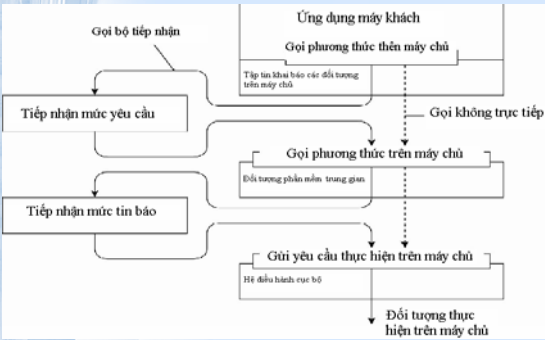 Ứng dụng máy khách
Gọi bộ tiếp nhận
Gọi phương thức thên máy chủ
Tập tin khai báo các đối tượng
trên máy chủ
Tiếp nhận mức yêu cầu
Gọi không trực tiếp
Gọi phương thức trên máy chủ
Đối tượng phần mềm trung gian
Tiếp nhận mức tin báo
Gửi yêu cầu thực hiện trên máy chủ
Hệ điều hành cục bộ
Đối tượng thực
hiện trên máy chủ